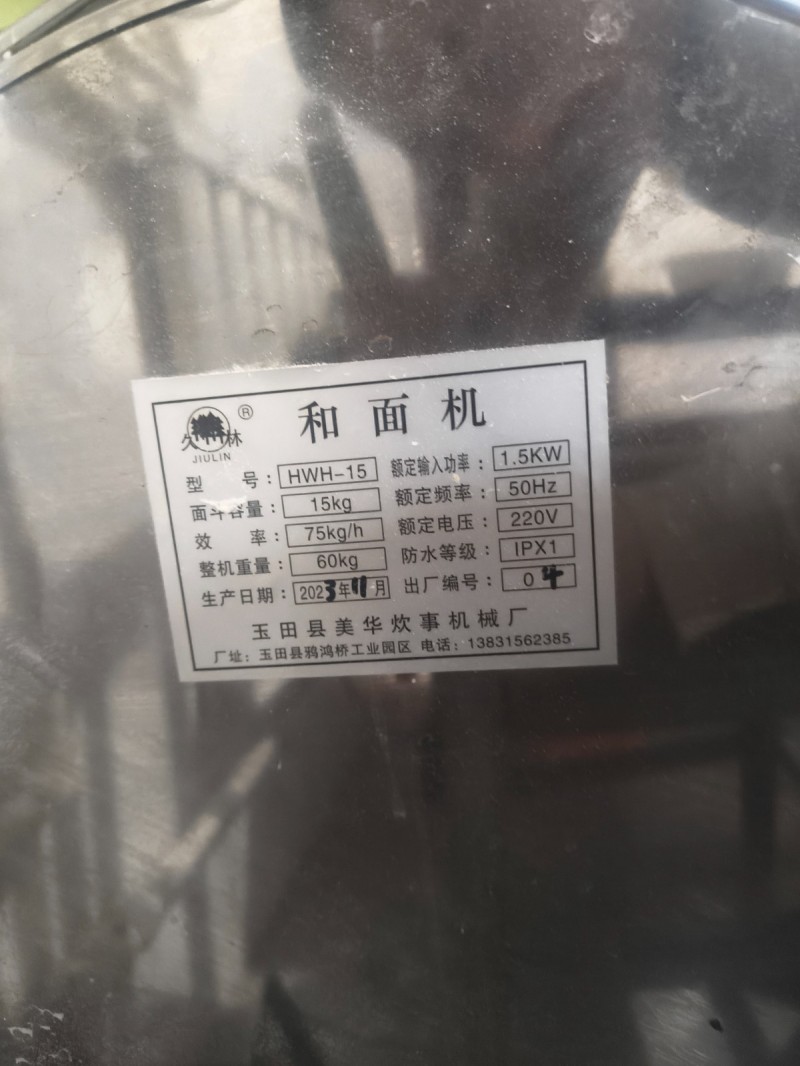 久林 ® 和面机
JIULIN
型 号: HWH-15 额定输入功率: 1.5KW
面斗容量: 15kg 额定频率: 50Hz
效 率: 75kg/h 额定电压: 220V
整机重量: 60kg 防水等级: IPX1
生产日期: 2023年11月 出厂编号: 04
玉田县美华炊事机械厂
厂址: 玉田县鸦鸿桥工业园区 电话: 13831562385